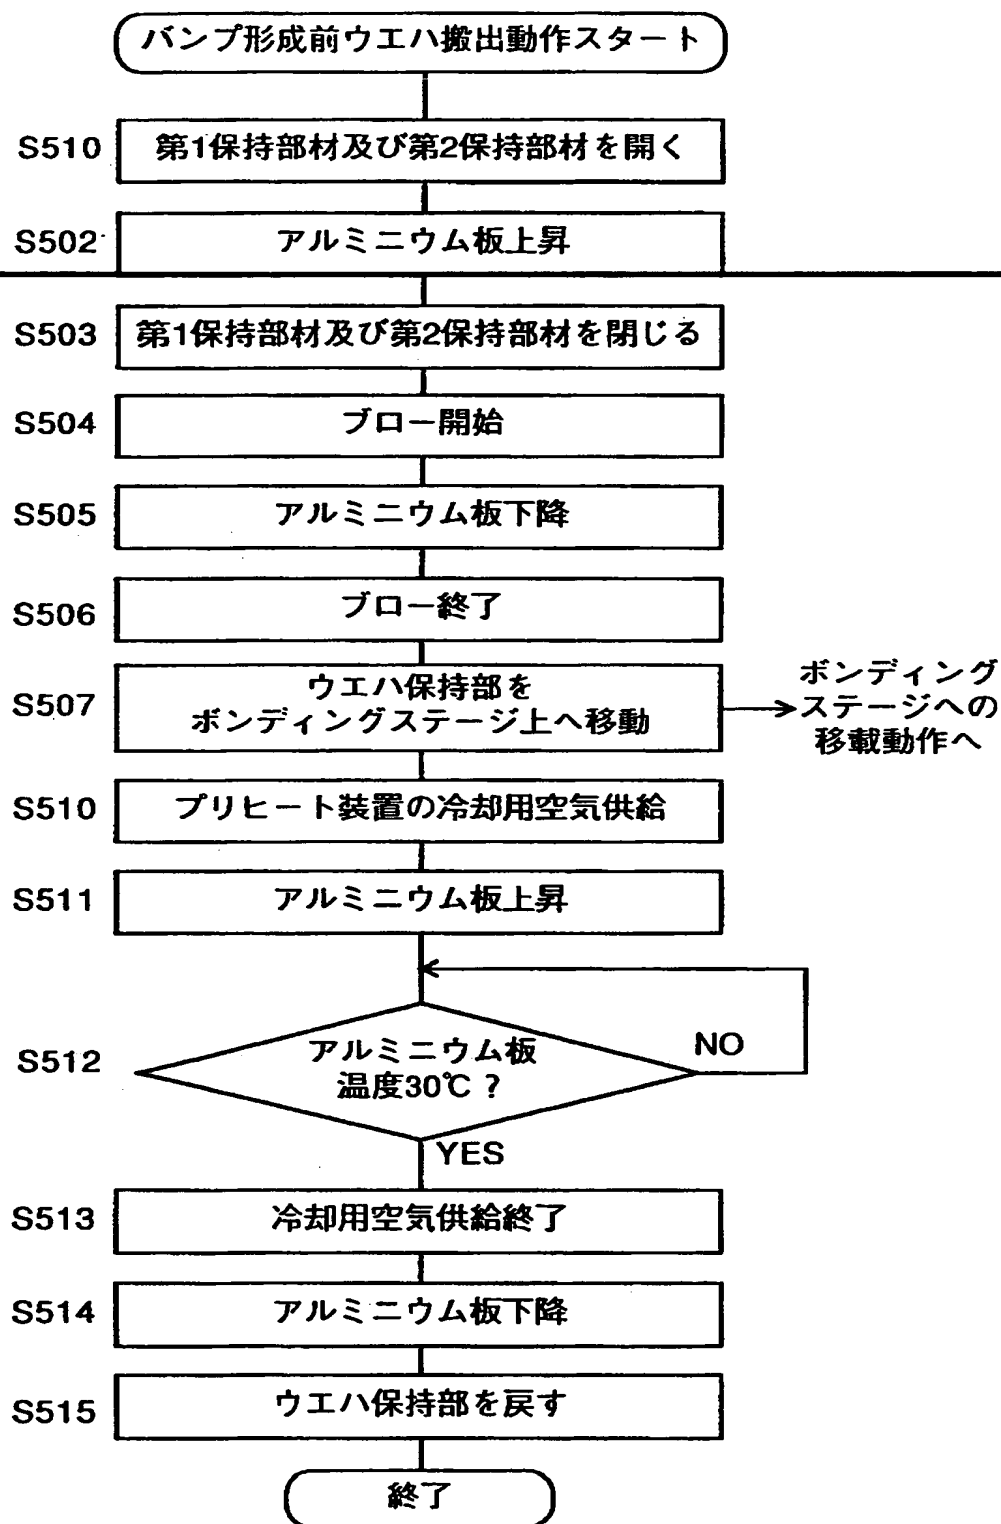 バンプ形成前ウエハ搬出動作スタート
S510
第1保持部材及び第2保持部材を開く
S502
アルミニウム板上昇
S503
第1保持部材及び第2保持部材を閉じる
S504
ブロー開始
S505
アルミニウム板下降
S506
ブロー終了
S507
ウエハ保持部を
ボンディングステージ上へ移動
ボンディング
ステージへの
移載動作へ
S510
プリヒート装置の冷却用空気供給
S511
アルミニウム板上昇
S512
アルミニウム板
温度30℃？
NO
YES
S513
冷却用空気供給終了
S514
アルミニウム板下降
S515
ウエハ保持部を戻す
終了